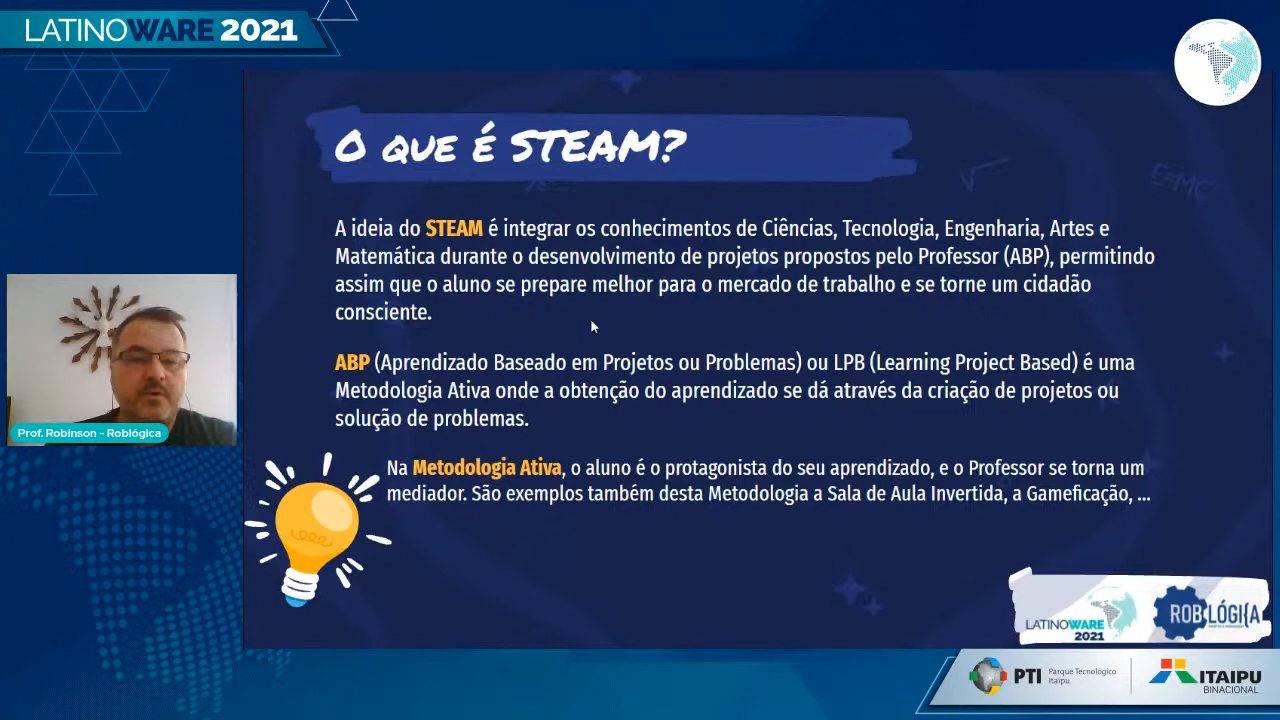 LATINOWARE 2021
O QUE É STEAM?
A ideia do STEAM é integrar os conhecimentos de Ciências, Tecnologia, Engenharia, Artes e
Matemática durante o desenvolvimento de projetos propostos pelo Professor (ABP), permitindo
assim que o aluno se prepare melhor para o mercado de trabalho e se torne um cidadão
consciente.
ABP (Aprendizado Baseado em Projetos ou Problemas) ou LPB (Learning Project Based) é uma
Metodologia Ativa onde a obtenção do aprendizado se dá através da criação de projetos ou
solução de problemas.
Prof. Robinson - Roblógica
Na Metodologia Ativa, o aluno é o protagonista do seu aprendizado, e o Professor se torna um
mediador. São exemplos também desta Metodologia a Sala de Aula Invertida, a Gameficação, ...
LATINOWARE
2021
ROBLÓGICA
PTI
Parque Tecnológico
Itaipu
ITAIPU
BINACIONAL